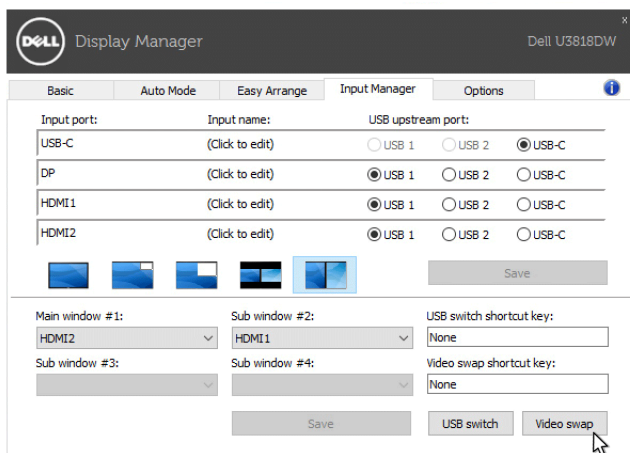 x
DELL Display Manager Dell U3818DW
Basic Auto Mode Easy Arrange Input Manager Options i
Input port: Input name: USB upstream port:
USB-C (Click to edit) USB 1 USB 2 USB-C
DP (Click to edit) USB 1 USB 2 USB-C
HDMI1 (Click to edit) USB 1 USB 2 USB-C
HDMI2 (Click to edit) USB 1 USB 2 USB-C
Save
Main window #1: Sub window #2: USB switch shortcut key:
HDMI2 HDMI1 None
Sub window #3: Sub window #4: Video swap shortcut key:
None
Save USB switch Video swap